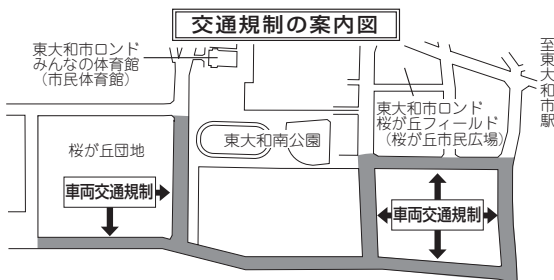 交通規制の案内図
東大和市ロンド
みんなの体育館
（市民体育館）
至東大和市駅
東大和市ロンド
桜が丘フィールド
（桜が丘市民広場）
東大和南公園
桜が丘団地
車両交通規制
車両交通規制